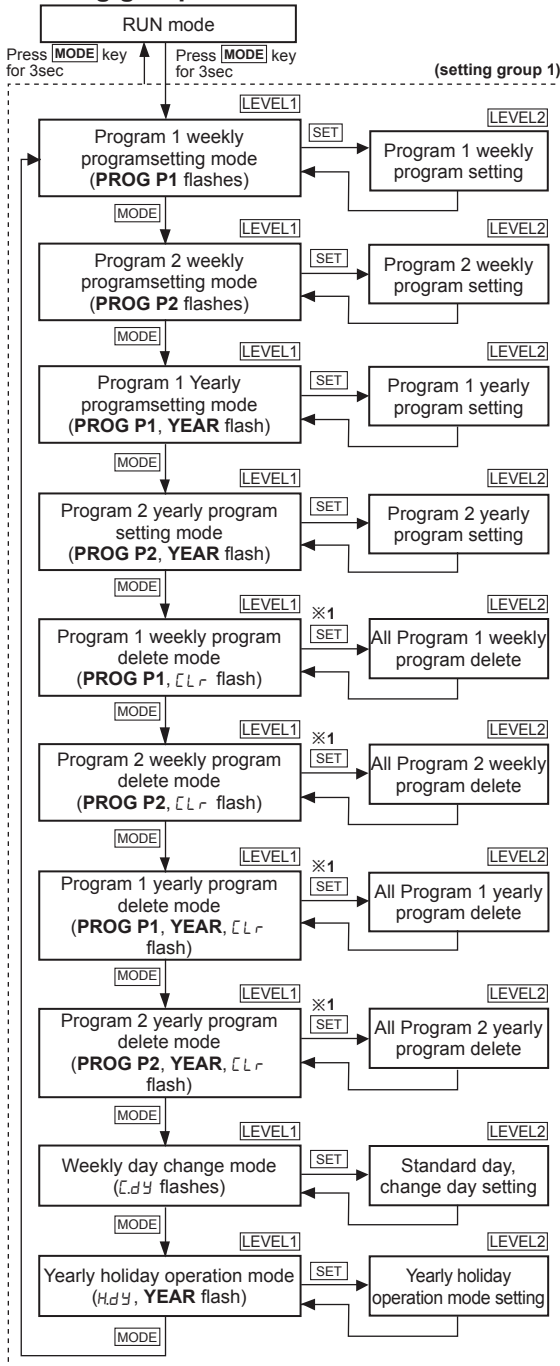 RUN mode
Press MODE key for 3sec
Press MODE key for 3sec
(setting group 1)
LEVEL1
LEVEL2
Program 1 weekly
programsetting mode
(PROG P1 flashes)
SET
Program 1 weekly
program setting
MODE
LEVEL1
LEVEL2
Program 2 weekly
programsetting mode
(PROG P2 flashes)
SET
Program 2 weekly
program setting
MODE
LEVEL1
LEVEL2
Program 1 Yearly
programsetting mode
(PROG P1, YEAR flash)
SET
Program 1 yearly
program setting
MODE
LEVEL1
LEVEL2
Program 2 yearly program
setting mode
(PROG P2, YEAR flash)
SET
Program 2 yearly
program setting
MODE
LEVEL1
LEVEL2
Program 1 weekly program
delete mode
(PROG P1, CLr flash)
※1
SET
All Program 1 weekly
program delete
MODE
LEVEL1
LEVEL2
Program 2 weekly program
delete mode
(PROG P2, CLr flash)
※1
SET
All Program 2 weekly
program delete
MODE
LEVEL1
LEVEL2
Program 1 yearly program
delete mode
(PROG P1, YEAR, CLr
flash)
※1
SET
All Program 1 yearly
program delete
MODE
LEVEL1
LEVEL2
Program 2 yearly program
delete mode
(PROG P2, YEAR, CLr
flash)
※1
SET
All Program 2 yearly
program delete
MODE
LEVEL1
LEVEL2
Weekly day change mode
(C.dY flashes)
SET
Standard day,
change day setting
MODE
LEVEL1
LEVEL2
Yearly holiday operation mode
(H.dY, YEAR flash)
SET
Yearly holiday
operation mode setting
MODE